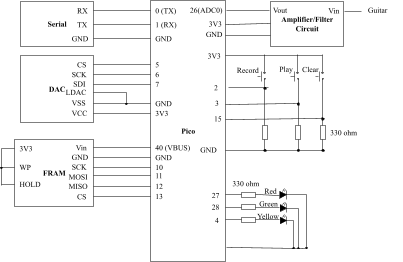 RX 0 (TX)
Serial TX 1 (RX)
GND GND
26(ADC0) Vout Vin Guitar
3V3 Amplifier/Filter
GND Circuit
3V3
CS 5
SCK 6
SDI 7
DAC LDAC
VSS GND
VCC 3V3
Record Play Clear
2
3
15
330 ohm
Pico
GND
3V3 Vin 40 (VBUS)
GND GND
WP FRAM SCK 10
MOSI 11
HOLD MISO 12
CS 13
330 ohm
27 Red
28 Green
4 Yellow